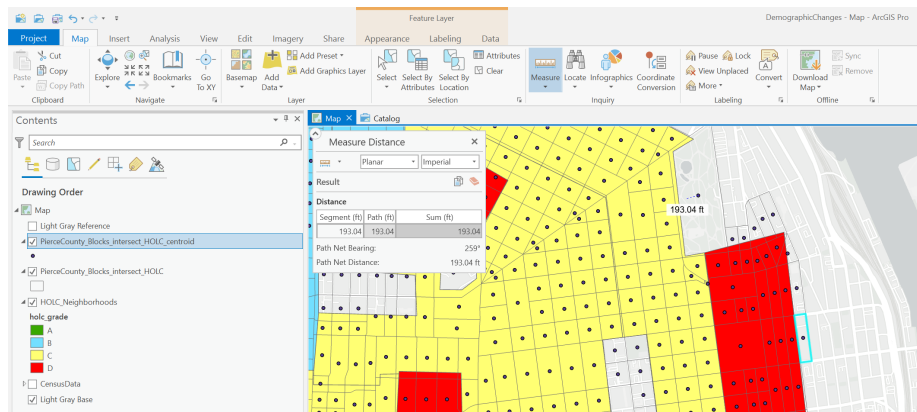 Feature Layer
DemographicChanges - Map - ArcGIS Pro
Project Map Insert Analysis View Edit Imagery Share Appearance Labeling Data
Cut
Copy
Copy Path
Paste
Clipboard
Explore
Bookmarks
Go To XY
Navigate
Basemap
Add Data
Add Preset
Add Graphics Layer
Layer
Select
Select By Attributes
Select By Location
Attributes
Clear
Selection
Measure
Locate
Infographics
Coordinate Conversion
Inquiry
Pause
Lock
View Unplaced
More
Convert
Labeling
Download Map
Sync
Remove
Offline
Contents
Search
Drawing Order
Map
Light Gray Reference
PierceCounty_Blocks_intersect_HOLC_centroid
PierceCounty_Blocks_intersect_HOLC
HOLC_Neighborhoods
holc_grade
A
B
C
D
CensusData
Light Gray Base
Map
Catalog
Measure Distance
Planar
Imperial
Result
Distance
Segment (ft) Path (ft) Sum (ft)
193.04 193.04 193.04
Path Net Bearing: 259°
Path Net Distance: 193.04 ft
193.04 ft